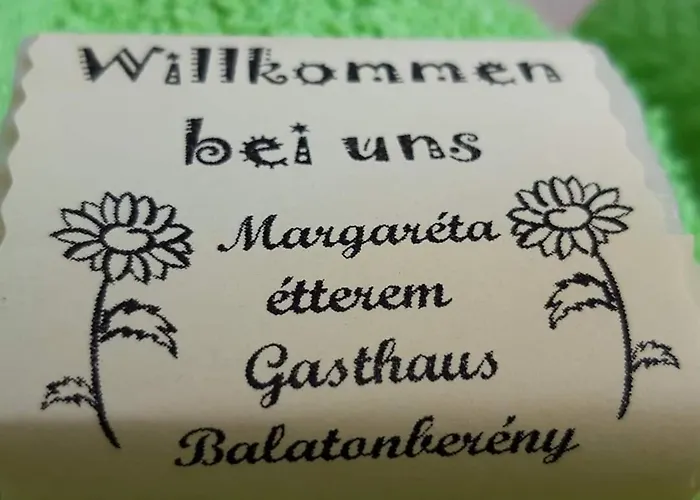 Willkommen
bei uns
Margaréta
étterem
Gasthaus
Balatonberény